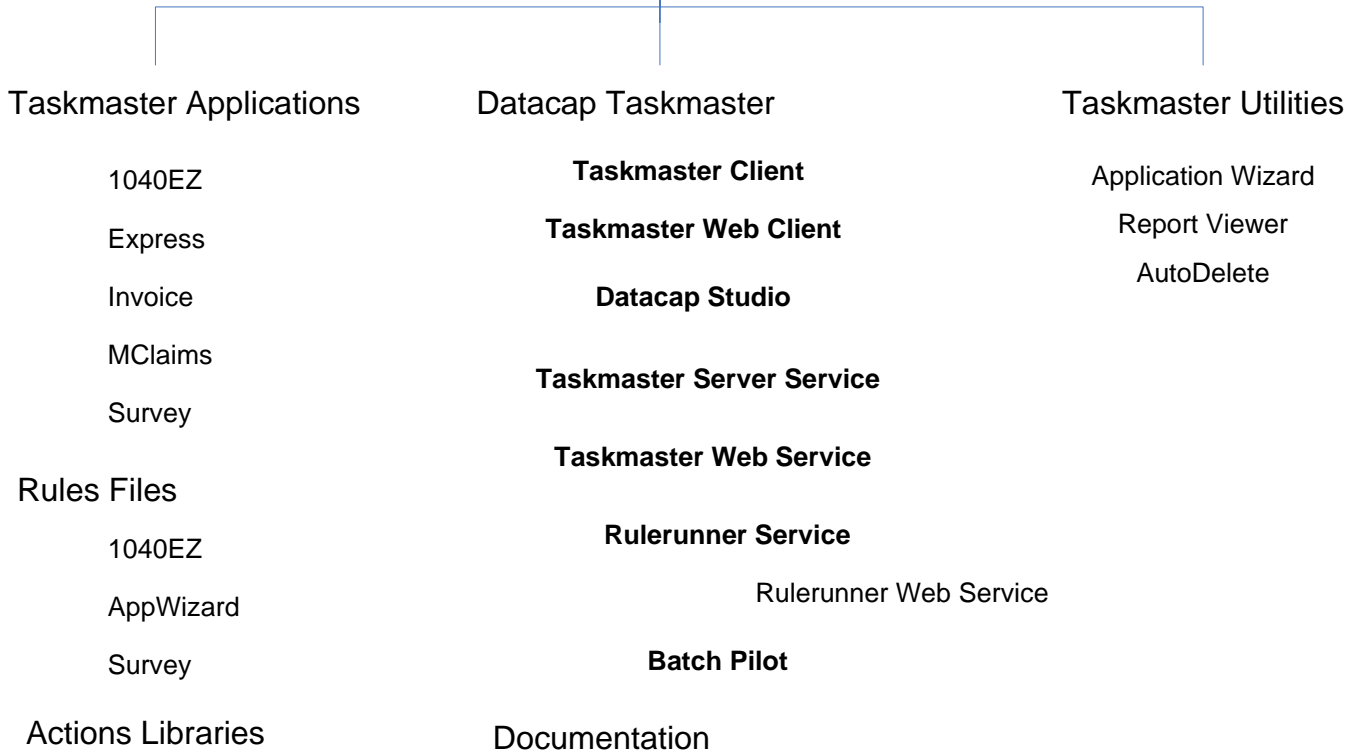 Taskmaster Applications
1040EZ
Express
Invoice
MClaims
Survey
Rules Files
1040EZ
AppWizard
Survey
Actions Libraries
Datacap Taskmaster
Taskmaster Client
Taskmaster Web Client
Datacap Studio
Taskmaster Server Service
Taskmaster Web Service
Rulerunner Service
Rulerunner Web Service
Batch Pilot
Documentation
Taskmaster Utilities
Application Wizard
Report Viewer
AutoDelete